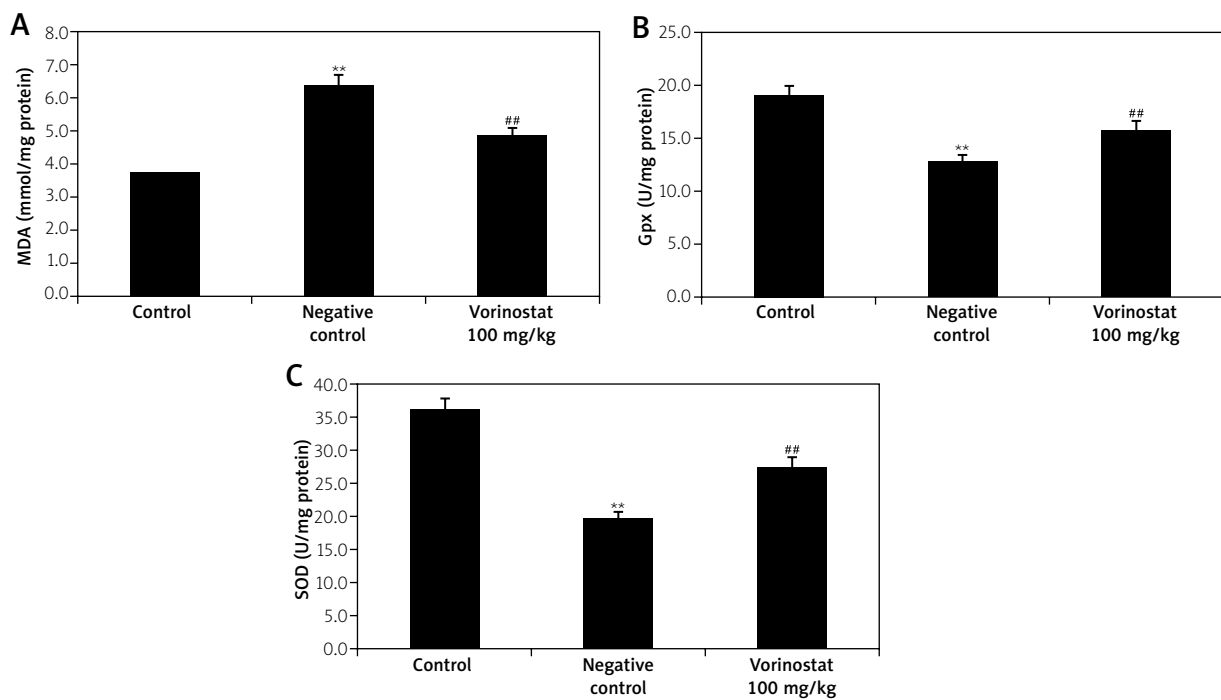 A
MDA (mmol/mg protein)
8.0
7.0
6.0
5.0
4.0
3.0
2.0
1.0
0.0
**
##
Control
Negative
control
Vorinostat
100 mg/kg
B
Gpx (U/mg protein)
25.0
20.0
15.0
10.0
5.0
0.0
**
##
Control
Negative
control
Vorinostat
100 mg/kg
C
SOD (U/mg protein)
40.0
35.0
30.0
25.0
20.0
15.0
10.0
5.0
0.0
**
##
Control
Negative
control
Vorinostat
100 mg/kg